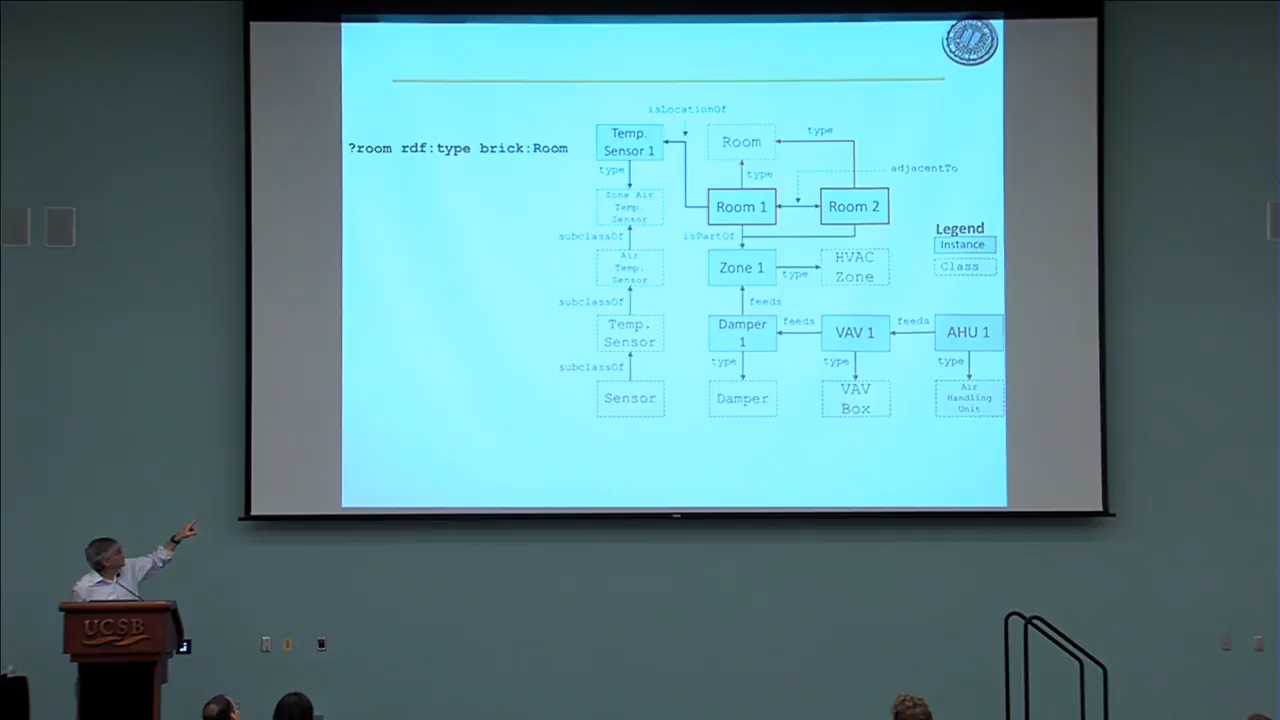 isLocationOf
?room rdf:type brick:Room
Temp.
Sensor 1
Room
type
type
type
adjacentTo
Zone Air
Temp.
Sensor
Room 1
Room 2
subclassOf
isPartOf
Legend
Instance
Class
Air
Temp.
Sensor
Zone 1
type
HVAC
Zone
subclassOf
feeds
Temp.
Sensor
Damper
1
feeds
VAV 1
feeds
AHU 1
subclassOf
type
type
type
Sensor
Damper
VAV
Box
Air
Handling
Unit
UCSB